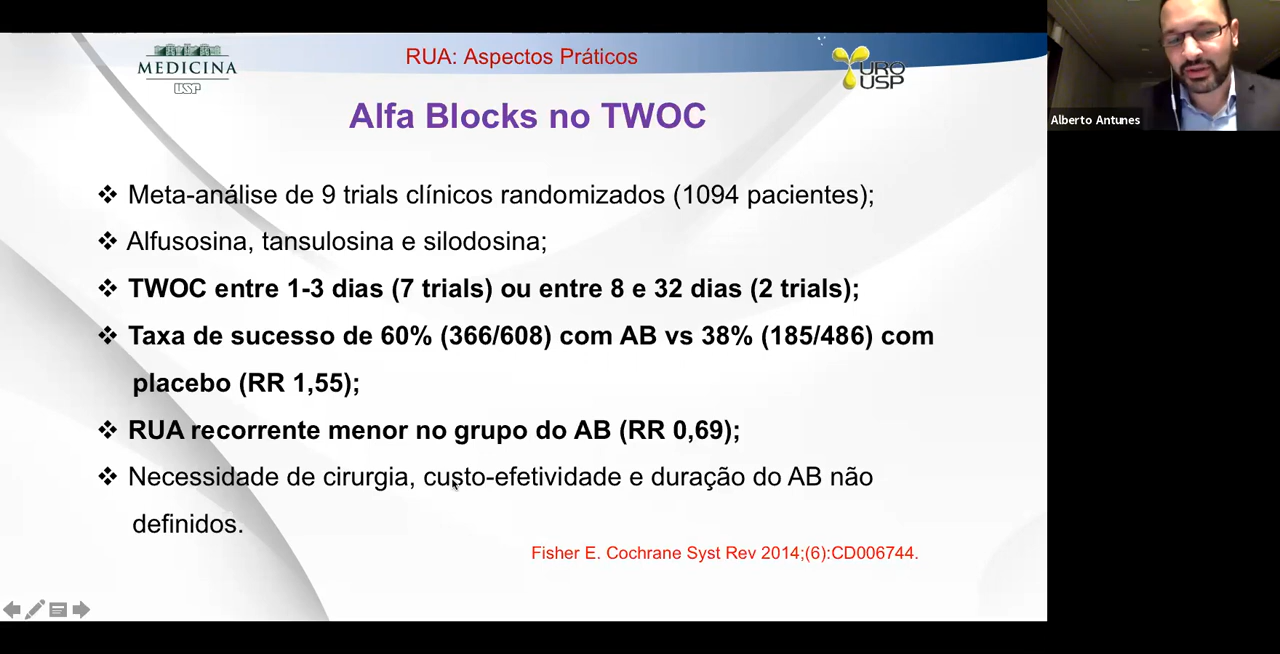 MEDICINA
USP
RUA: Aspectos Práticos
URO
USP
Alfa Blocks no TWOC
❖ Meta-análise de 9 trials clínicos randomizados (1094 pacientes);
❖ Alfusosina, tansulosina e silodosina;
❖ TWOC entre 1-3 dias (7 trials) ou entre 8 e 32 dias (2 trials);
❖ Taxa de sucesso de 60% (366/608) com AB vs 38% (185/486) com
placebo (RR 1,55);
❖ RUA recorrente menor no grupo do AB (RR 0,69);
❖ Necessidade de cirurgia, custo-efetividade e duração do AB não
definidos.
Fisher E. Cochrane Syst Rev 2014;(6):CD006744.
Alberto Antunes